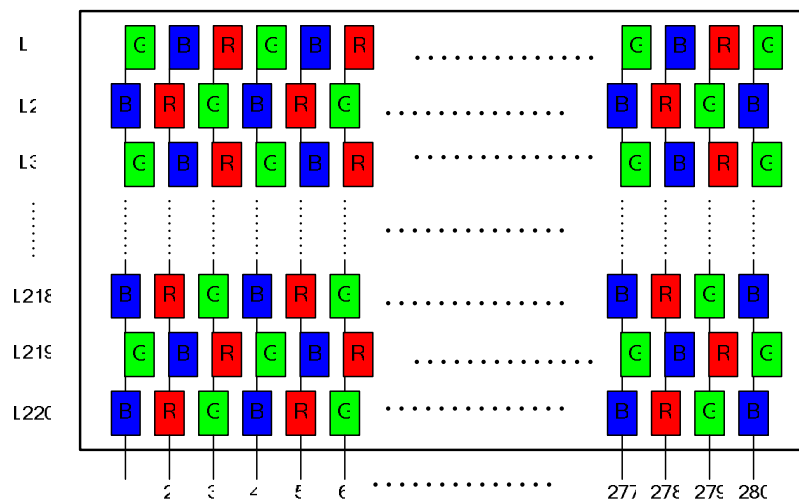 L G B R G B R ............... G B R G
L2 B R G B R G ............... B R G B
L3 G B R G B R ............... G B R G
L218 B R G B R G ............... B R G B
L219 G B R G B R ............... G B R G
L220 B R G B R G ............... B R G B
2 3 4 5 6 ............... 277 278 279 280